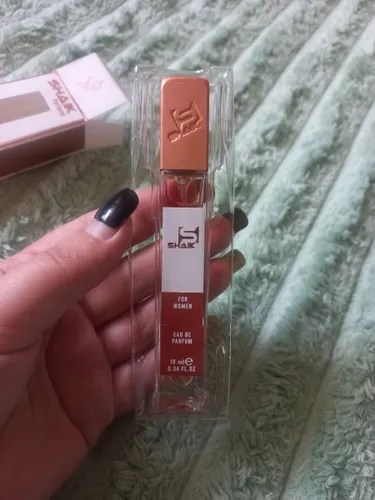 SHAIK
SHAIK
FOR
WOMEN
EAU DE
PARFUM
10 ml e
0.34 FL.OZ